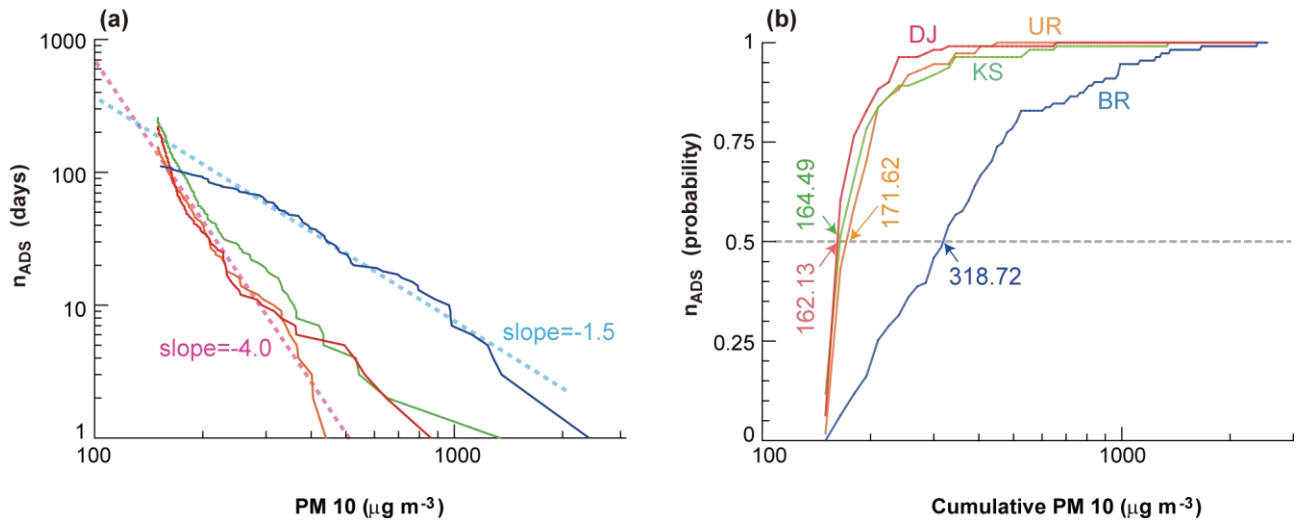 (a)
1000
100
10
1
n_ADS (days)
slope=-4.0
slope=-1.5
100
1000
PM 10 (μg m⁻³)
(b)
DJ
UR
KS
BR
1
0.75
0.5
0.25
0
n_ADS (probability)
164.49
171.62
162.13
318.72
100
1000
Cumulative PM 10 (μg m⁻³)